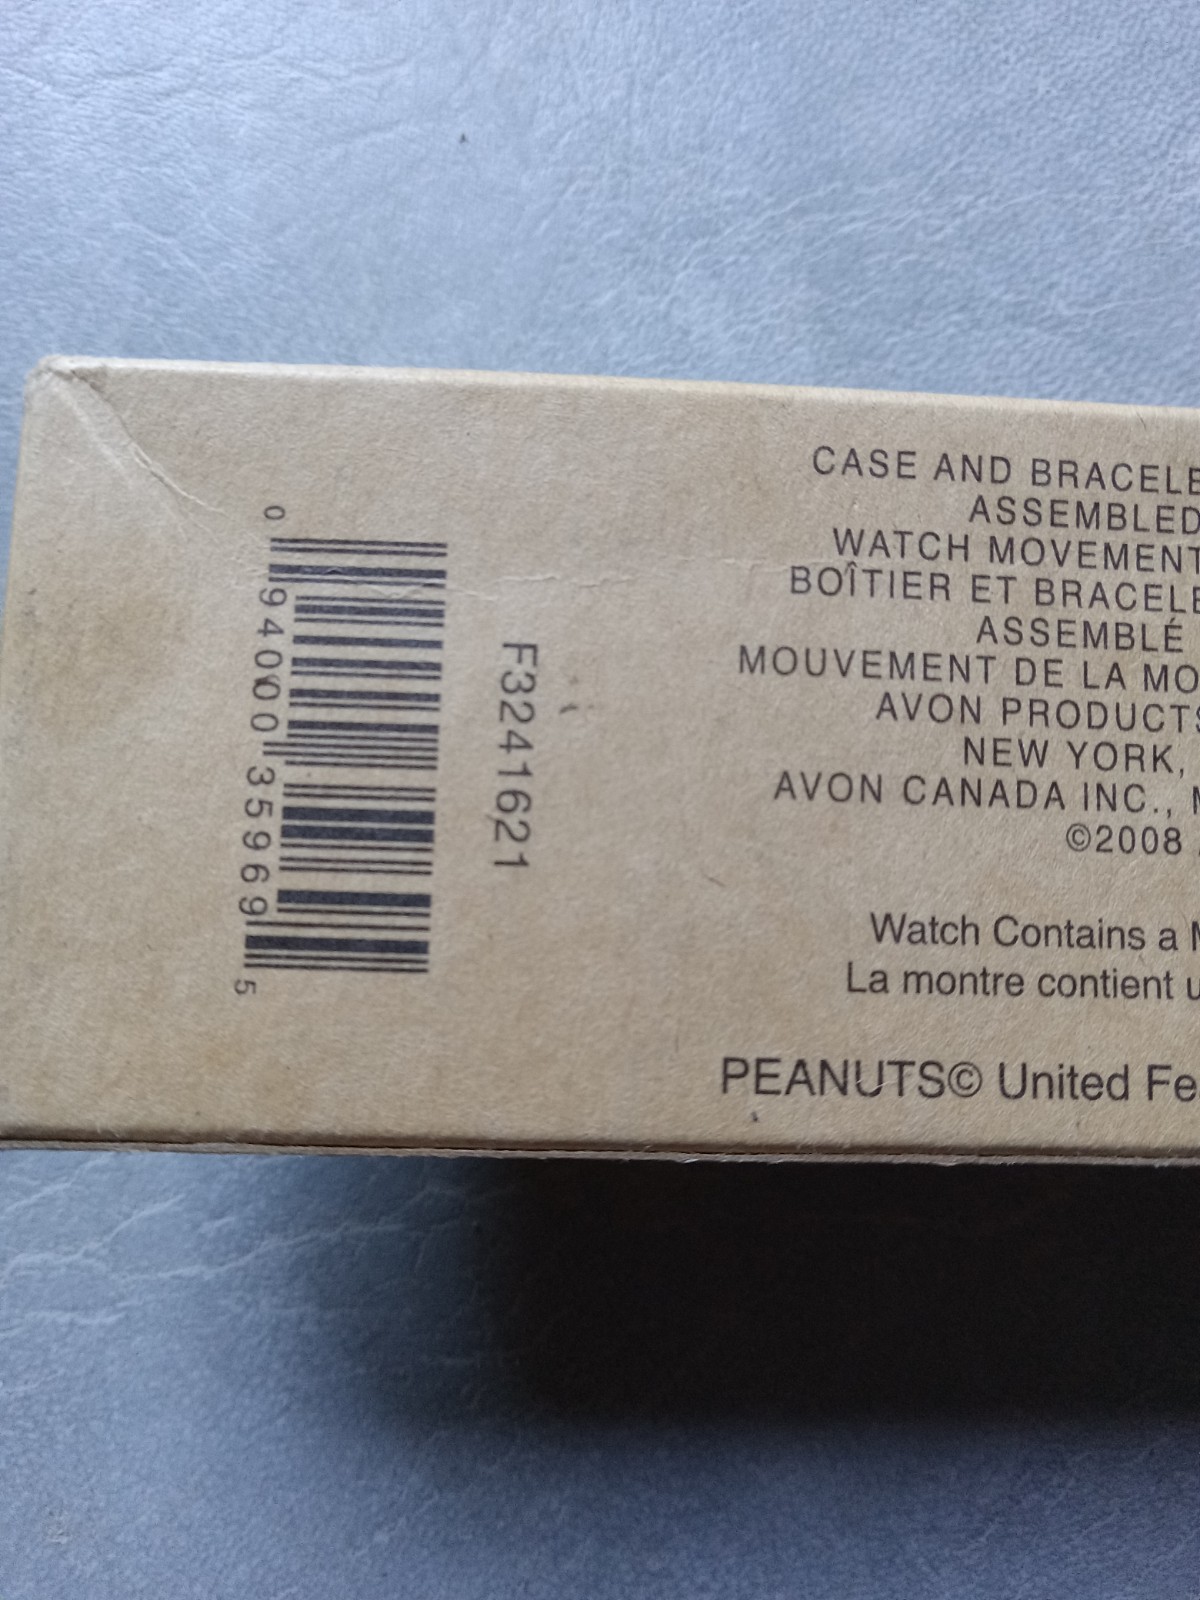 0 94000 35969 5
F3241621
CASE AND BRACELE
ASSEMBLED
WATCH MOVEMENT
BOÎTIER ET BRACELE
ASSEMBLÉ
MOUVEMENT DE LA MO
AVON PRODUCTS
NEW YORK,
AVON CANADA INC.,
©2008
Watch Contains a
La montre contient u
PEANUTS© United Fe